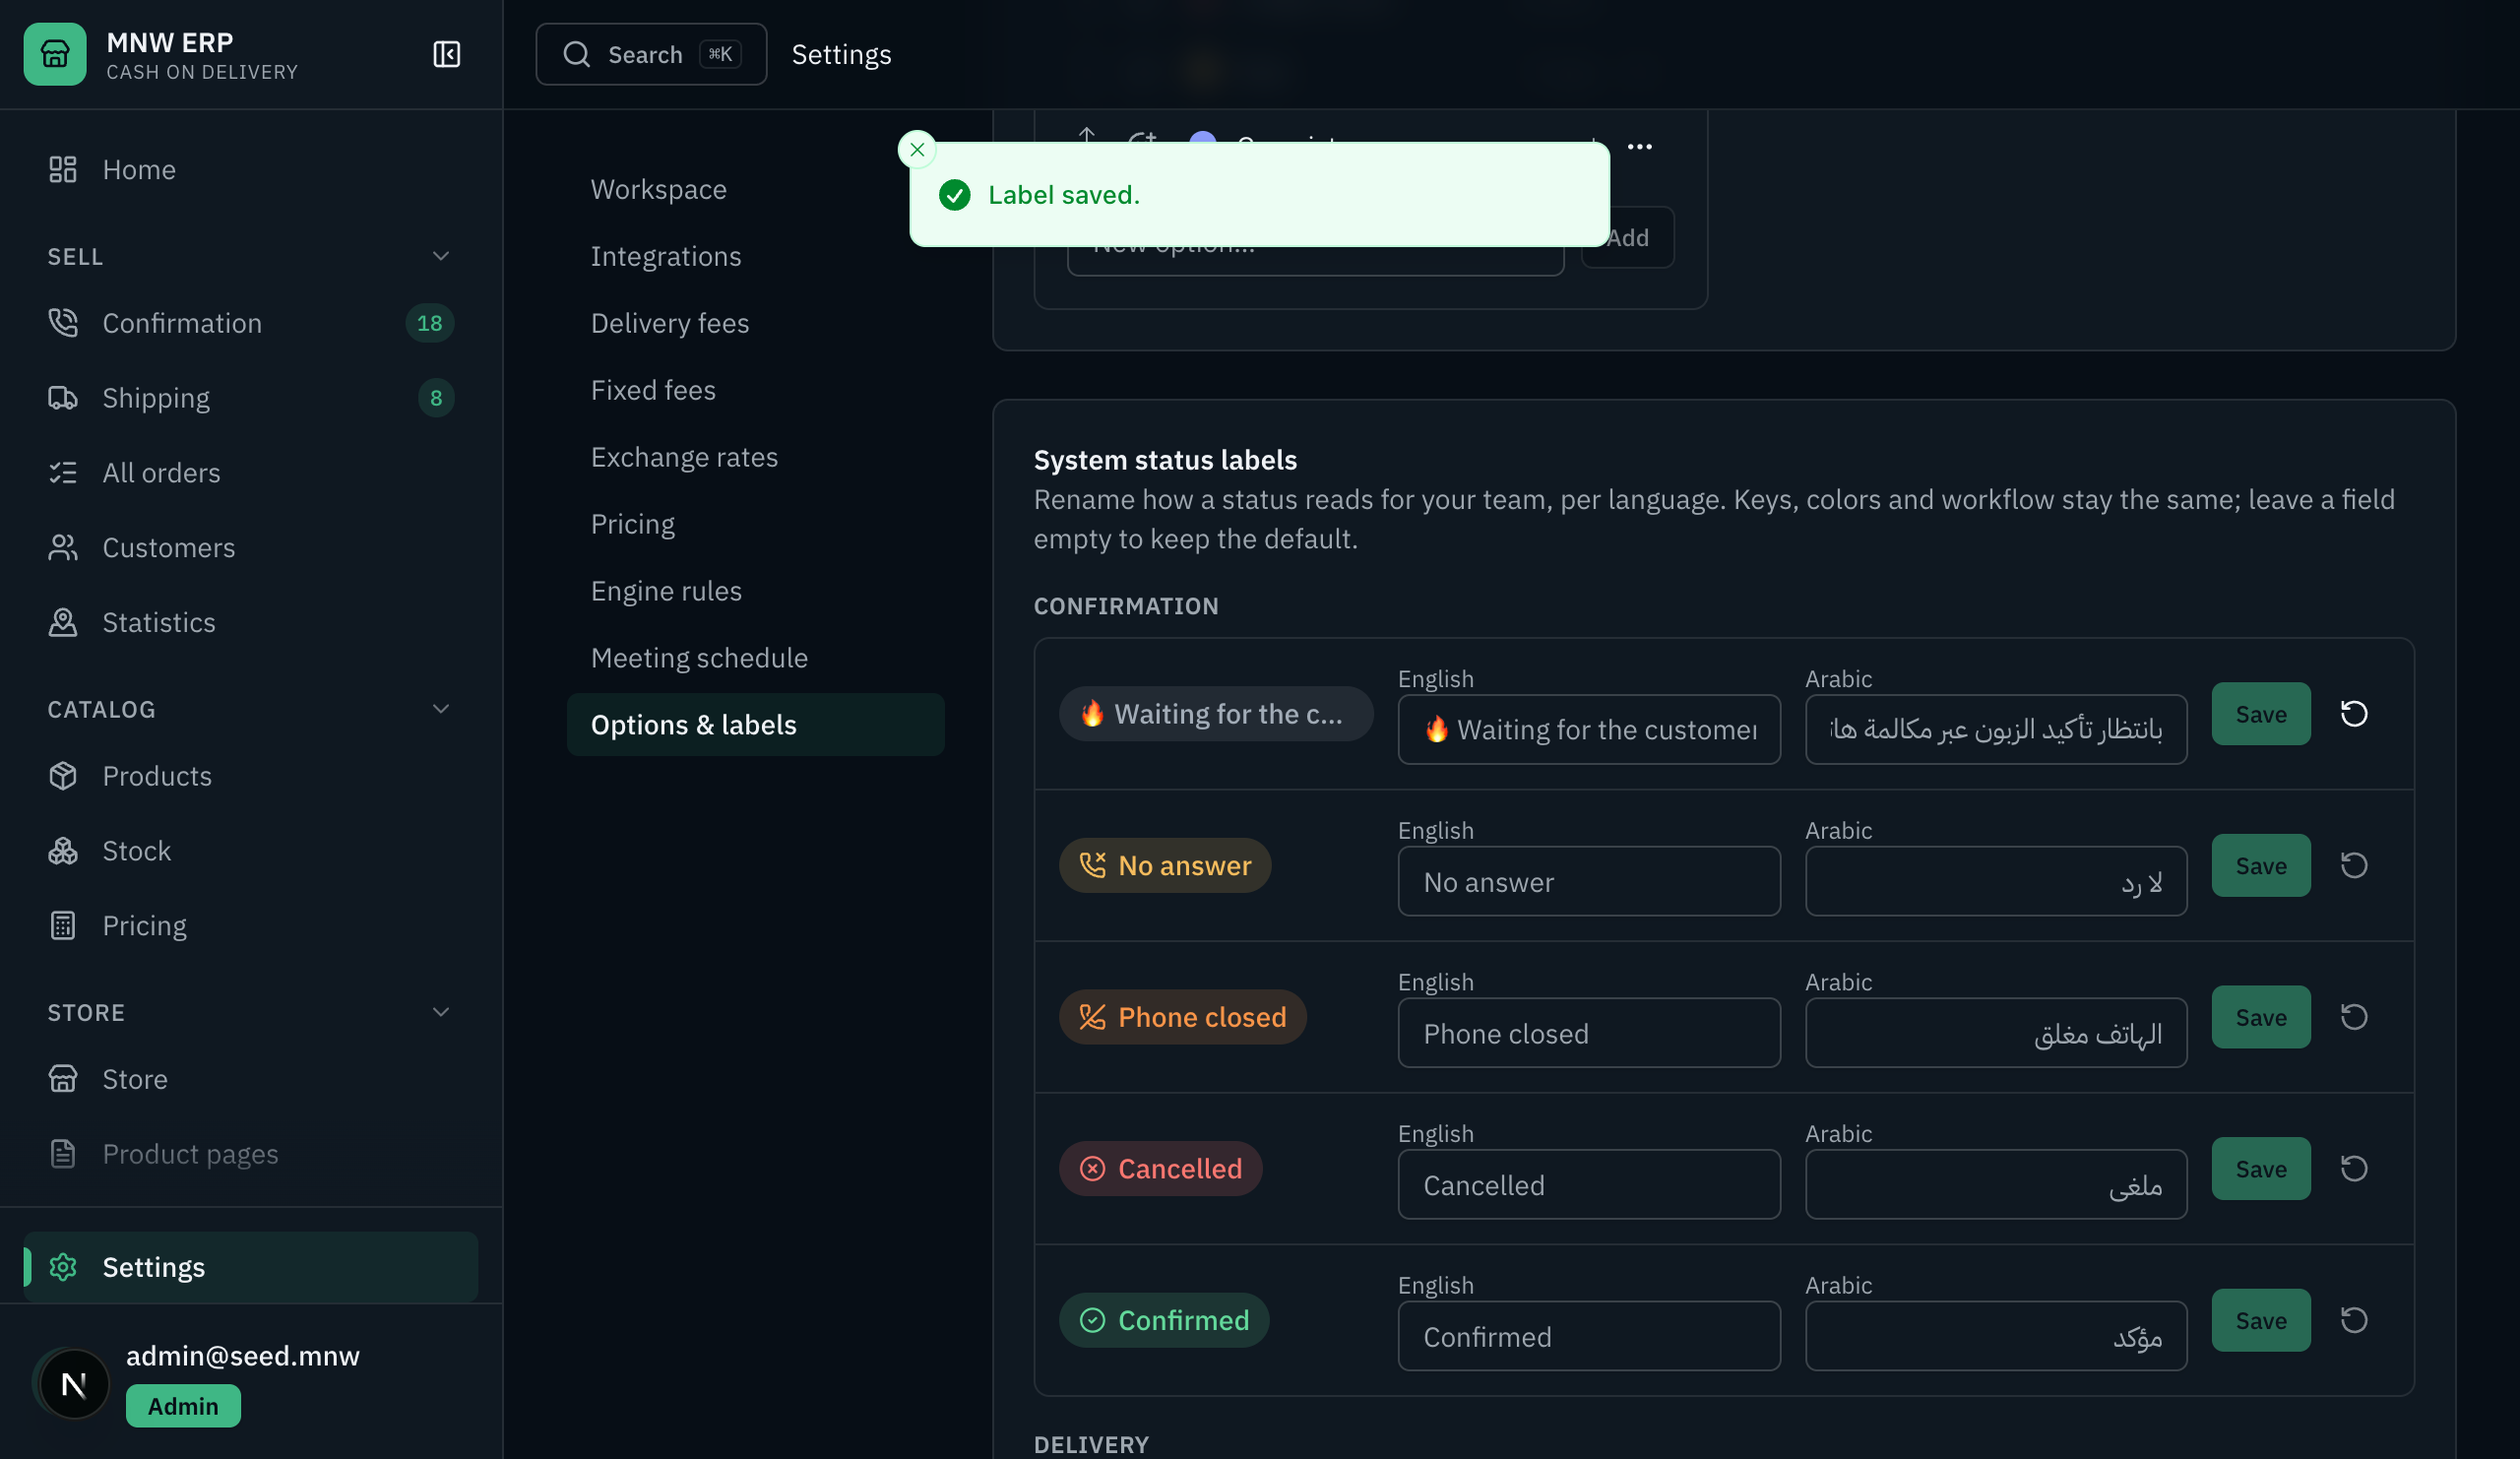 MNW ERP
CASH ON DELIVERY
Search ⌘K
Settings
Home
SELL
Confirmation 18
Shipping 8
All orders
Customers
Statistics
CATALOG
Products
Stock
Pricing
STORE
Store
Product pages
Settings
admin@seed.mnw
Admin
Workspace
Integrations
Delivery fees
Fixed fees
Exchange rates
Pricing
Engine rules
Meeting schedule
Options & labels
Label saved.
Add
System status labels
Rename how a status reads for your team, per language. Keys, colors and workflow stay the same; leave a field
empty to keep the default.
CONFIRMATION
English Arabic
🔥 Waiting for the c... 🔥 Waiting for the customer بانتظار تأكيد الزبون عبر مكالمة Save
English Arabic
No answer No answer لا رد Save
English Arabic
Phone closed Phone closed الهاتف مغلق Save
English Arabic
Cancelled Cancelled ملغى Save
English Arabic
Confirmed Confirmed مؤكد Save
DELIVERY